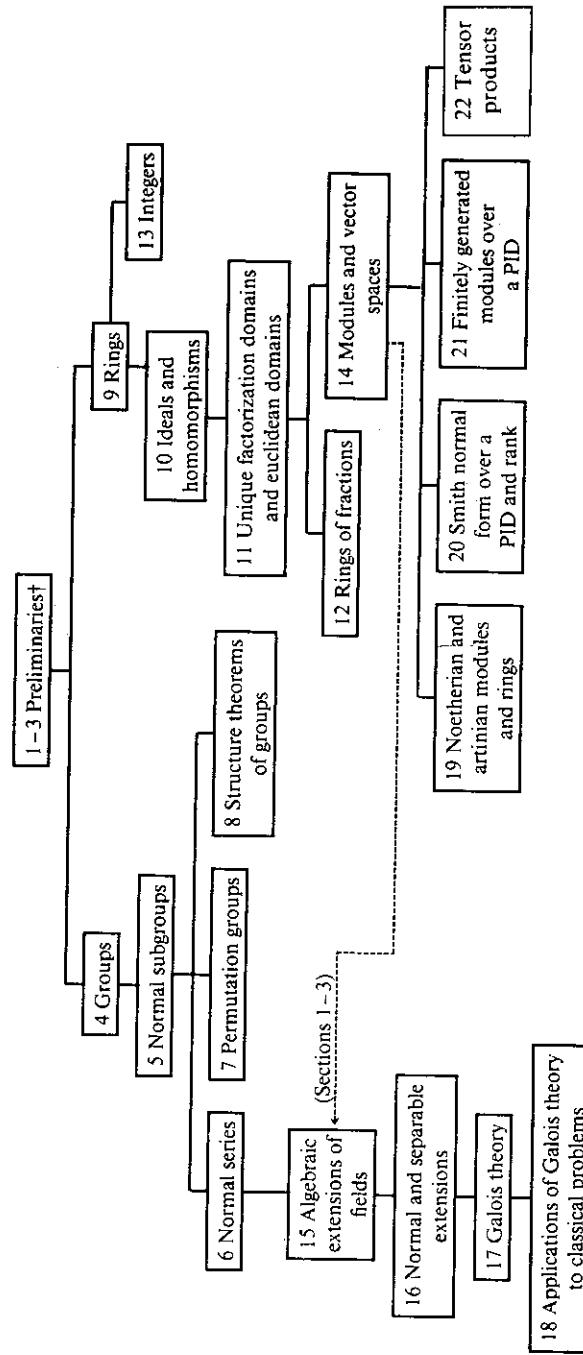 1–3 Preliminaries†
4 Groups
9 Rings
5 Normal subgroups
10 Ideals and
homomorphisms
13 Integers
6 Normal series
7 Permutation groups
8 Structure theorems
of groups
11 Unique factorization domains
and euclidean domains
15 Algebraic
extensions of
fields
(Sections 1–3)
12 Rings of fractions
14 Modules and vector
spaces
16 Normal and separable
extensions
17 Galois theory
18 Applications of Galois theory
to classical problems
19 Noetherian and
artinian modules
and rings
20 Smith normal
form over a
PID and rank
21 Finitely generated
modules over
a PID
22 Tensor
products